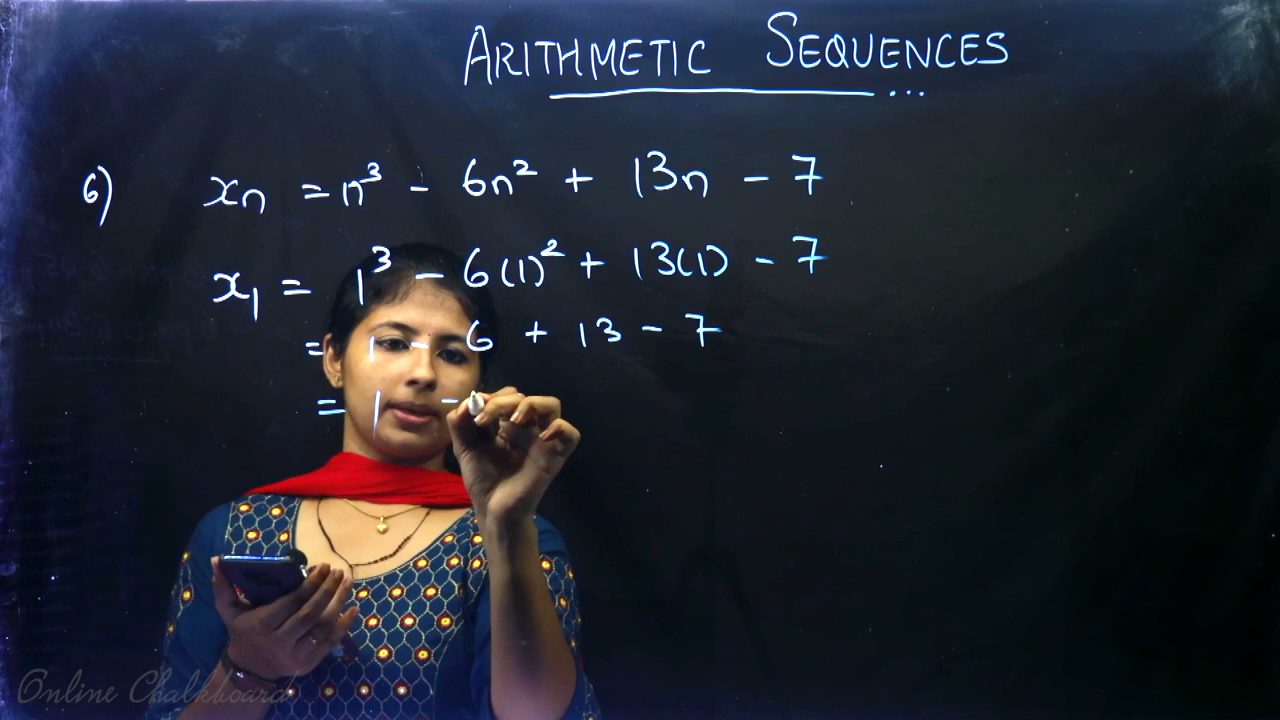 ARITHMETIC SEQUENCES ...
6) xₙ = n³ - 6n² + 13n - 7
x₁ = 1³ - 6(1)² + 13(1) - 7
= 1 - 6 + 13 - 7
= 1 -
Online Chalkboard